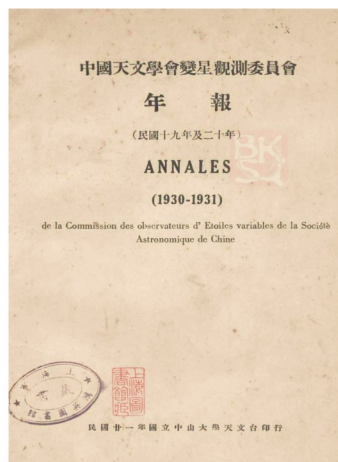 中國天文學會變星觀測委員會
年報
(民國十九年及二十年)
ANNALES
(1930-1931)
de la Commission des observateurs d' Etoiles variables de la Société
Astronomique de Chine
民國廿一年國立中山大學天文台印行